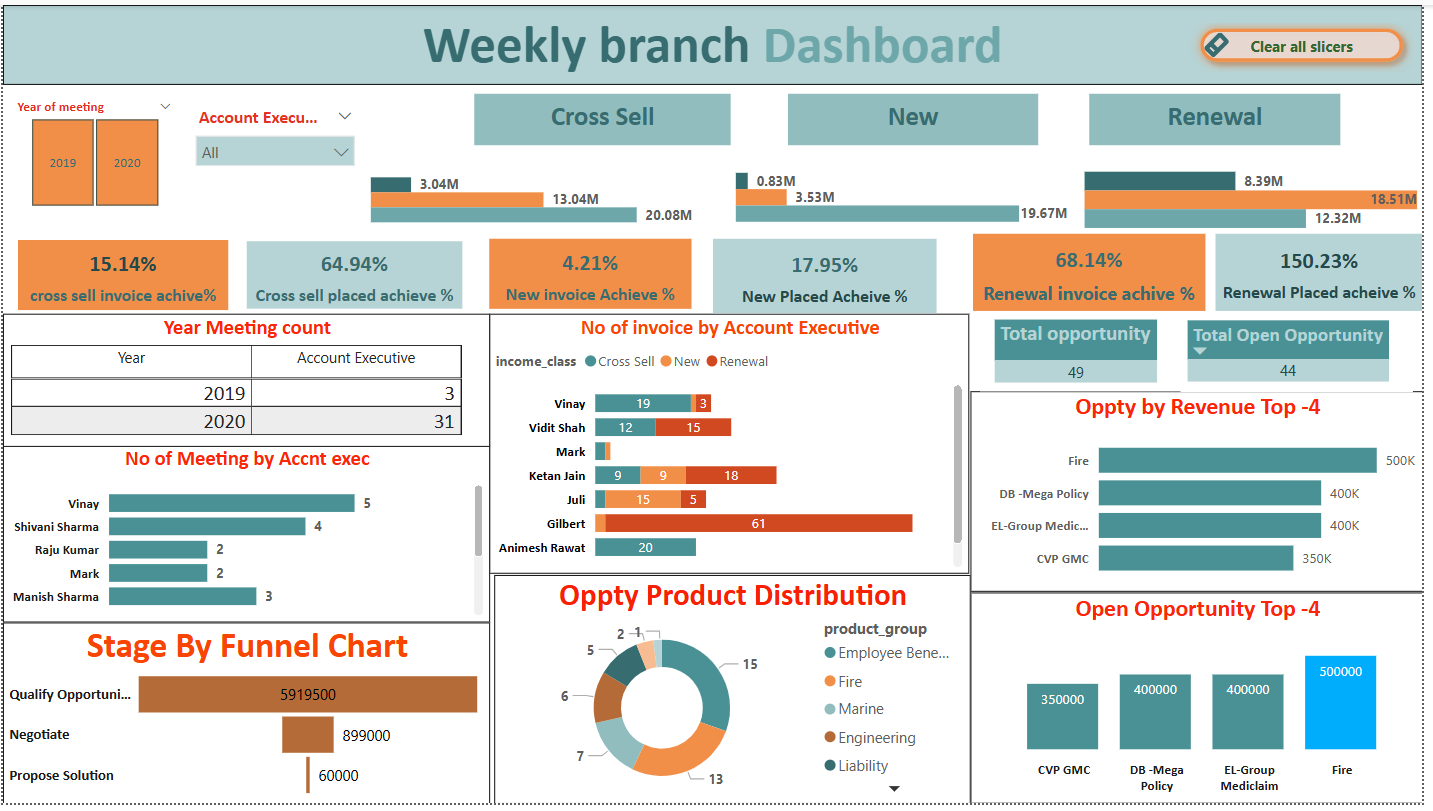 Weekly branch Dashboard
Clear all slicers
Year of meeting
2019
2020
Account Execu...
All
Cross Sell
New
Renewal
3.04M
13.04M
20.08M
0.83M
3.53M
19.67M
8.39M
18.51M
12.32M
15.14%
cross sell invoice achive%
64.94%
Cross sell placed achieve %
4.21%
New invoice Achieve %
17.95%
New Placed Acheive %
68.14%
Renewal invoice achive %
150.23%
Renewal Placed acheive %
Year Meeting count
Year Account Executive
2019 3
2020 31
No of Meeting by Accnt exec
Vinay 5
Shivani Sharma 4
Raju Kumar 2
Mark 2
Manish Sharma 3
Stage By Funnel Chart
Qualify Opportuni... 5919500
Negotiate 899000
Propose Solution 60000
No of invoice by Account Executive
income_class Cross Sell New Renewal
Vinay 19 3
Vidit Shah 12 15
Mark
Ketan Jain 9 9 18
Juli 15 5
Gilbert 61
Animesh Rawat 20
Oppty Product Distribution
15
13
7
6
5
2
1
product_group
Employee Bene...
Fire
Marine
Engineering
Liability
Total opportunity
49
Total Open Opportunity
44
Oppty by Revenue Top -4
Fire 500K
DB -Mega Policy 400K
EL-Group Medic... 400K
CVP GMC 350K
Open Opportunity Top -4
350000
400000
400000
500000
CVP GMC
DB -Mega
Policy
EL-Group
Mediclaim
Fire